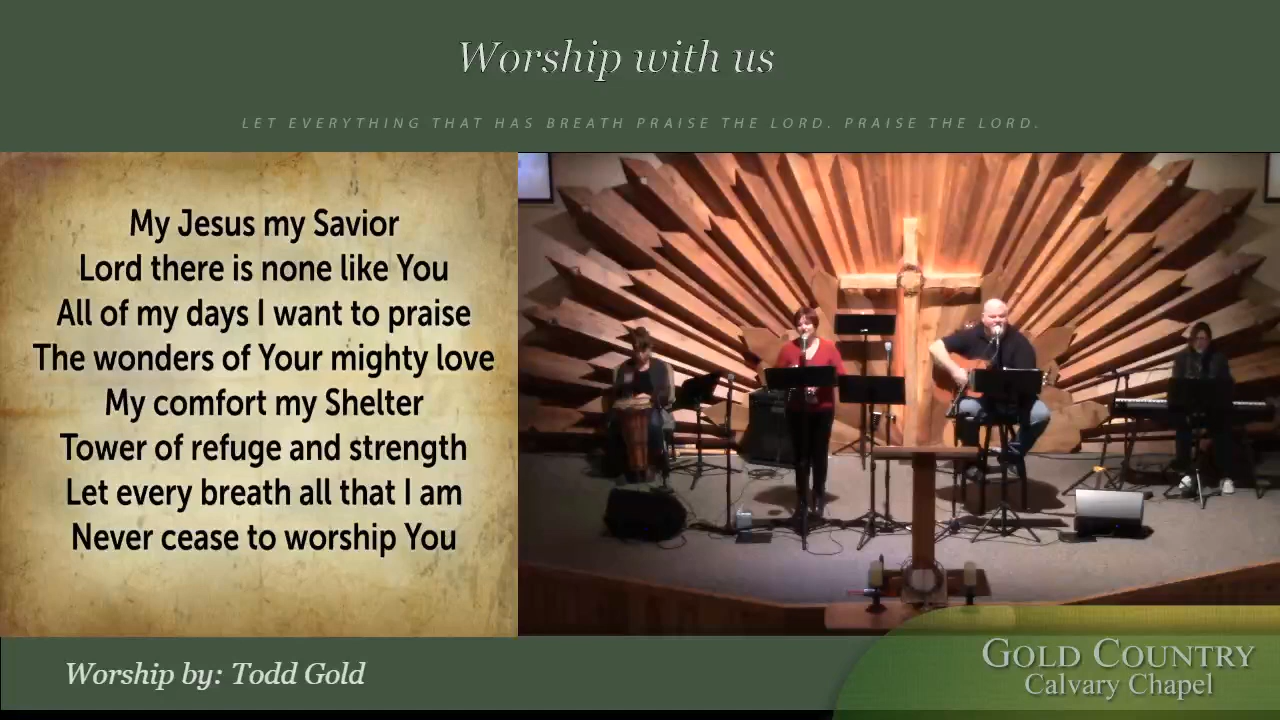 Worship with us
LET EVERYTHING THAT HAS BREATH PRAISE THE LORD. PRAISE THE LORD.
My Jesus my Savior
Lord there is none like You
All of my days I want to praise
The wonders of Your mighty love
My comfort my Shelter
Tower of refuge and strength
Let every breath all that I am
Never cease to worship You
Worship by: Todd Gold
GOLD COUNTRY
Calvary Chapel